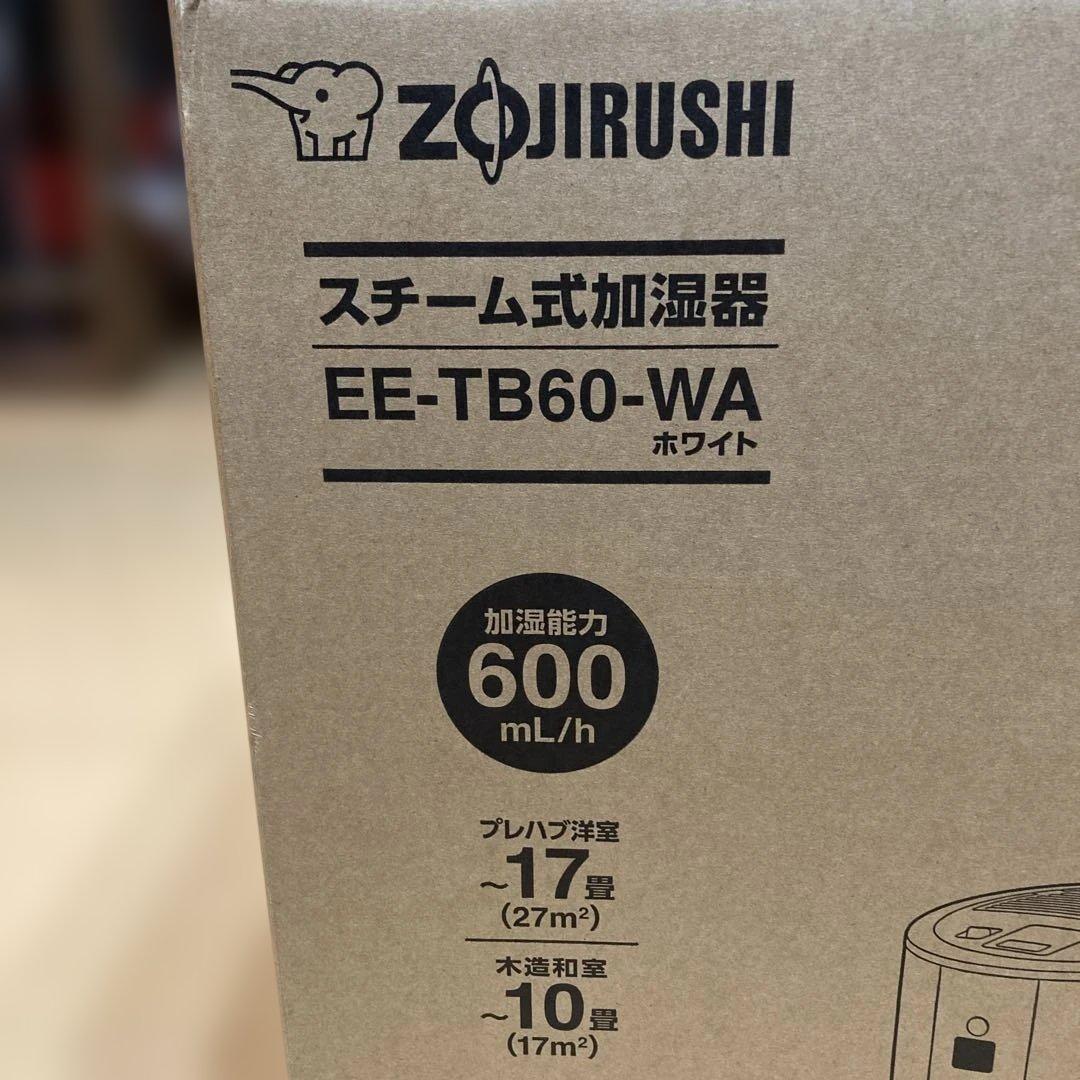 ZOJIRUSHI
スチーム式加湿器
EE-TB60-WA
ホワイト
加湿能力
600
mL/h
プレハブ洋室
~17畳
(27m²)
木造和室
~10畳
(17m²)